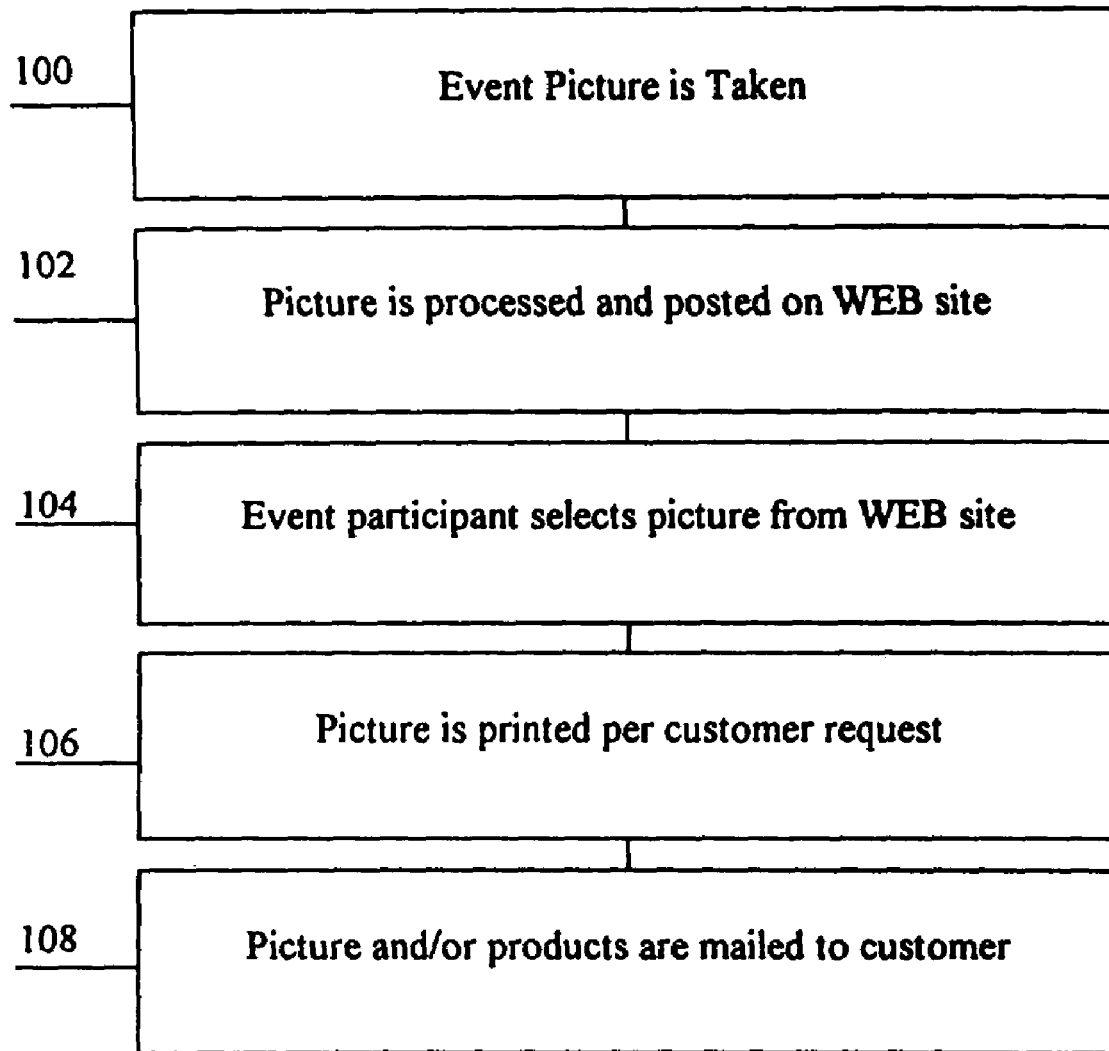 100
Event Picture is Taken
102
Picture is processed and posted on WEB site
104
Event participant selects picture from WEB site
106
Picture is printed per customer request
108
Picture and/or products are mailed to customer